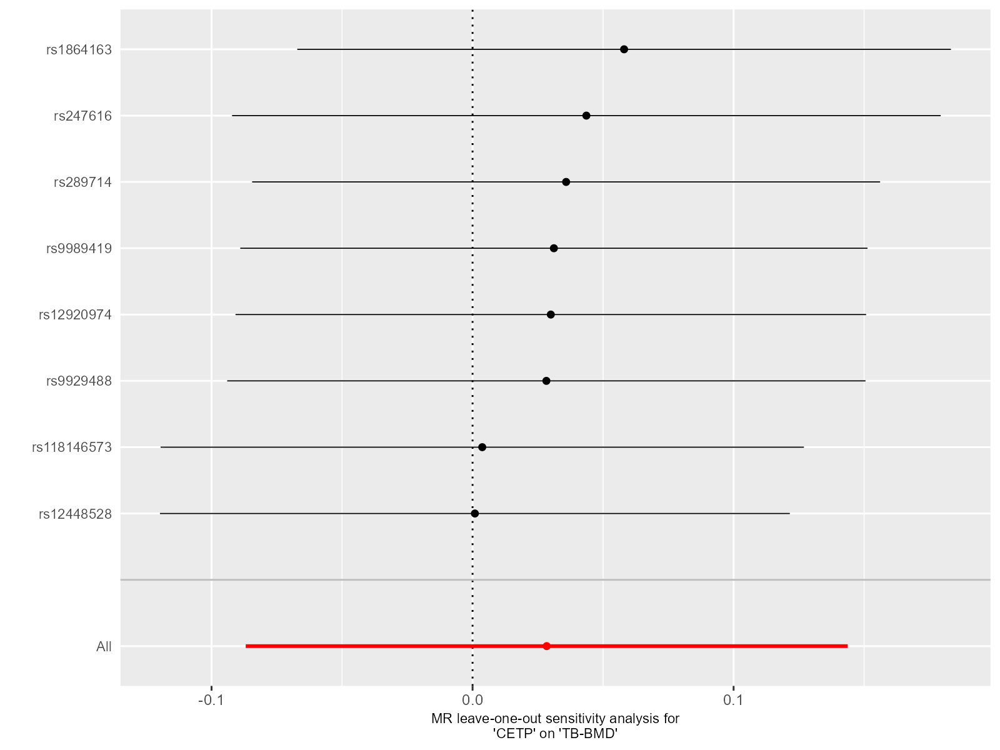 rs1864163
rs247616
rs289714
rs9989419
rs12920974
rs9929488
rs118146573
rs12448528
All
-0.1
0.0
0.1
MR leave-one-out sensitivity analysis for
'CETP' on 'TB-BMD'